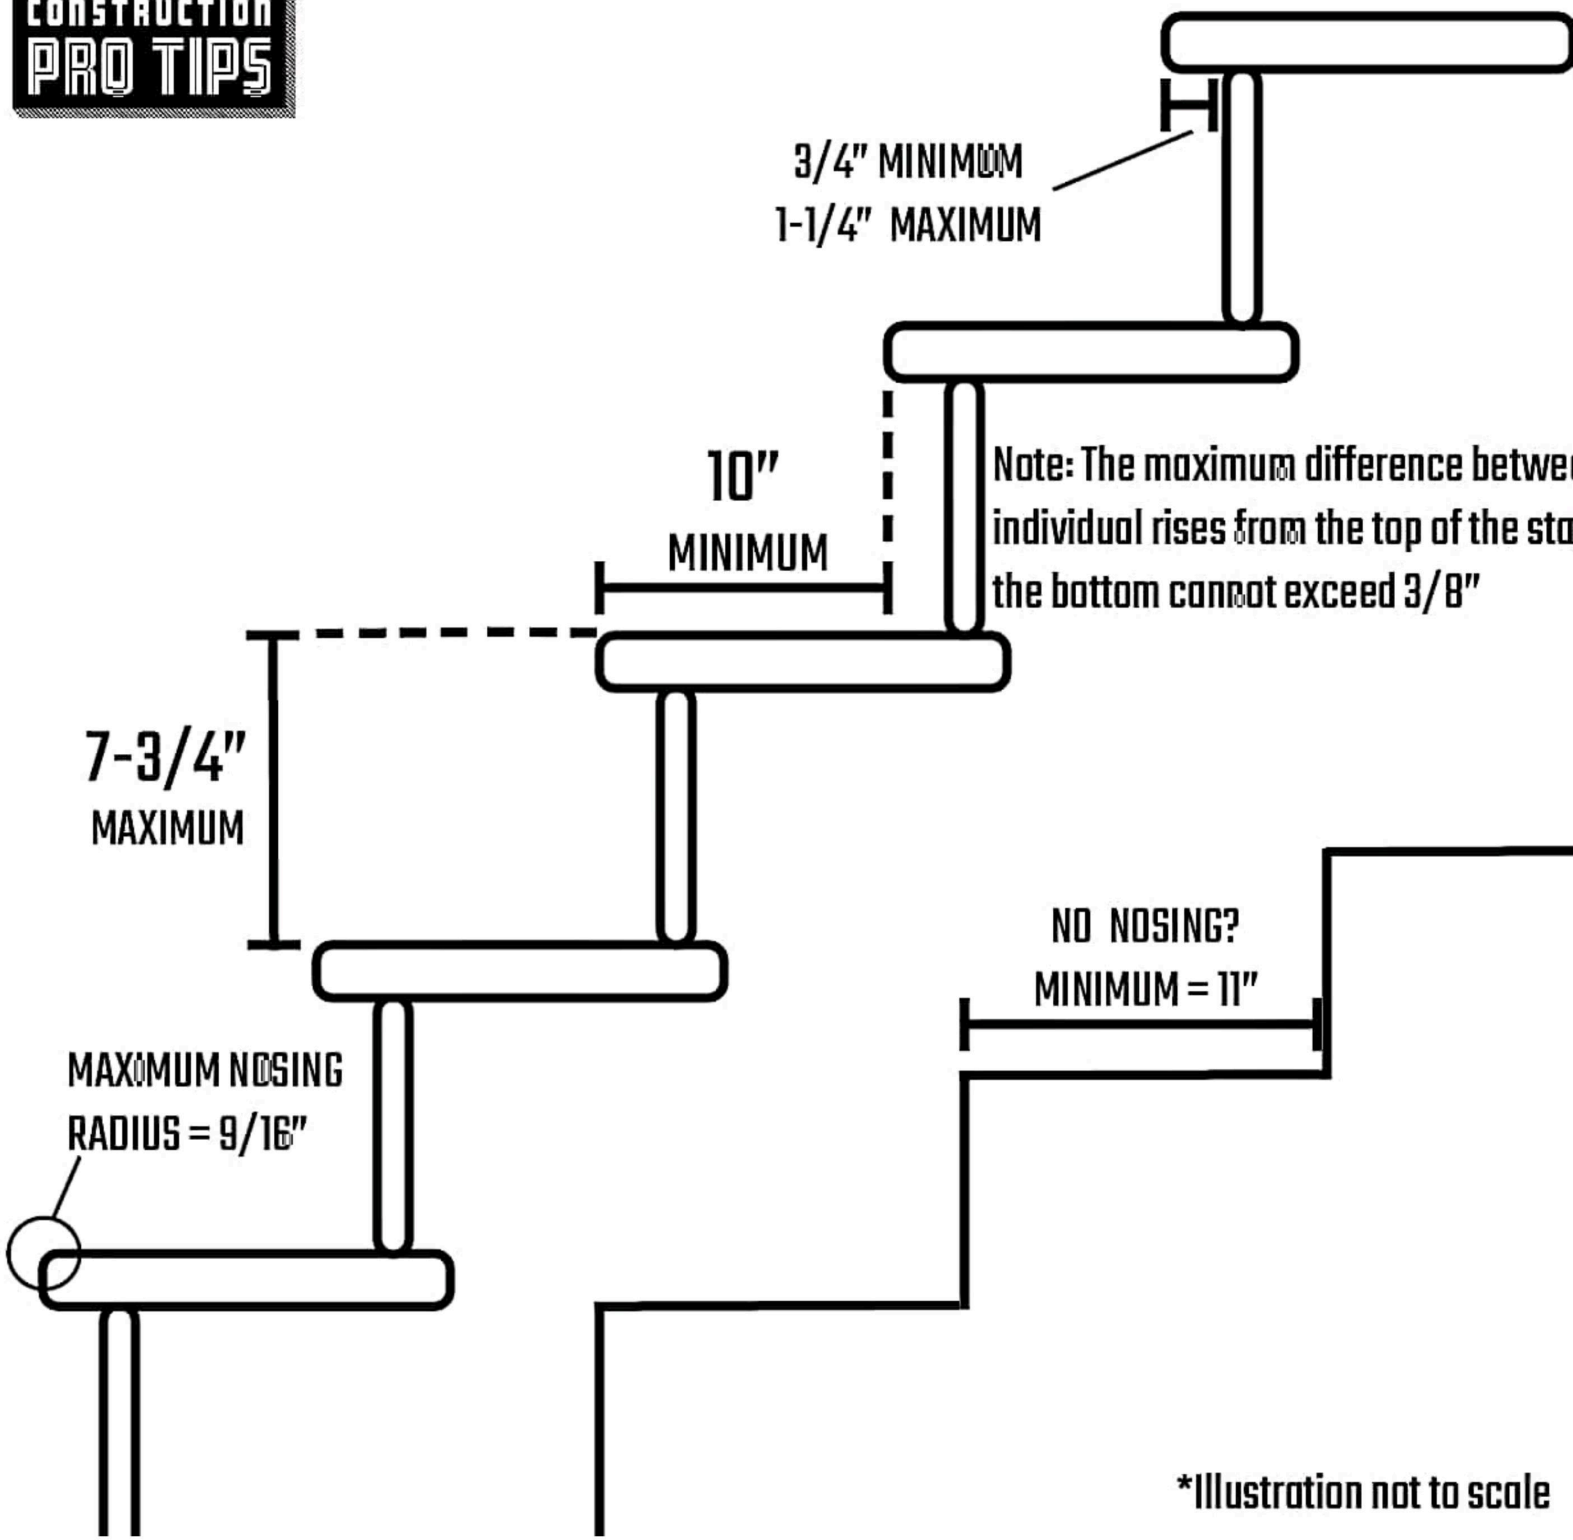 CONSTRUCTION
PRO TIPS
3/4" MINIMUM
1-1/4" MAXIMUM
10"
MINIMUM
Note: The maximum difference
individual rises from the top of the
the bottom cannot exceed 3/8"
7-3/4"
MAXIMUM
NO NOSING?
MINIMUM = 11"
MAXIMUM NOSING
RADIUS = 9/16"
*Illustration not to scale